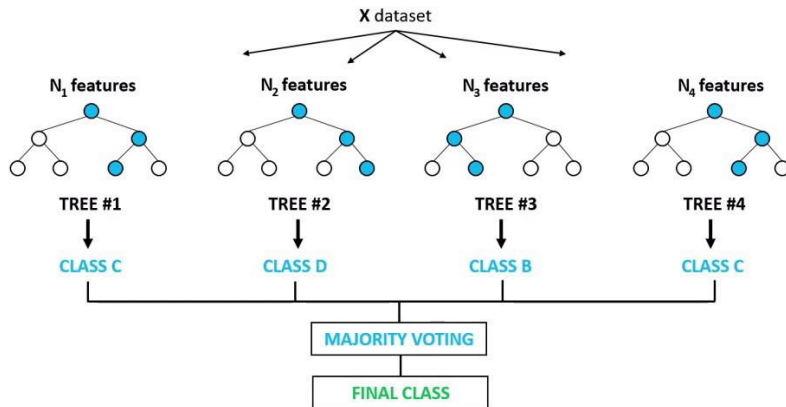 X dataset
N₁ features
N₂ features
N₃ features
N₄ features
TREE #1
TREE #2
TREE #3
TREE #4
CLASS C
CLASS D
CLASS B
CLASS C
MAJORITY VOTING
FINAL CLASS